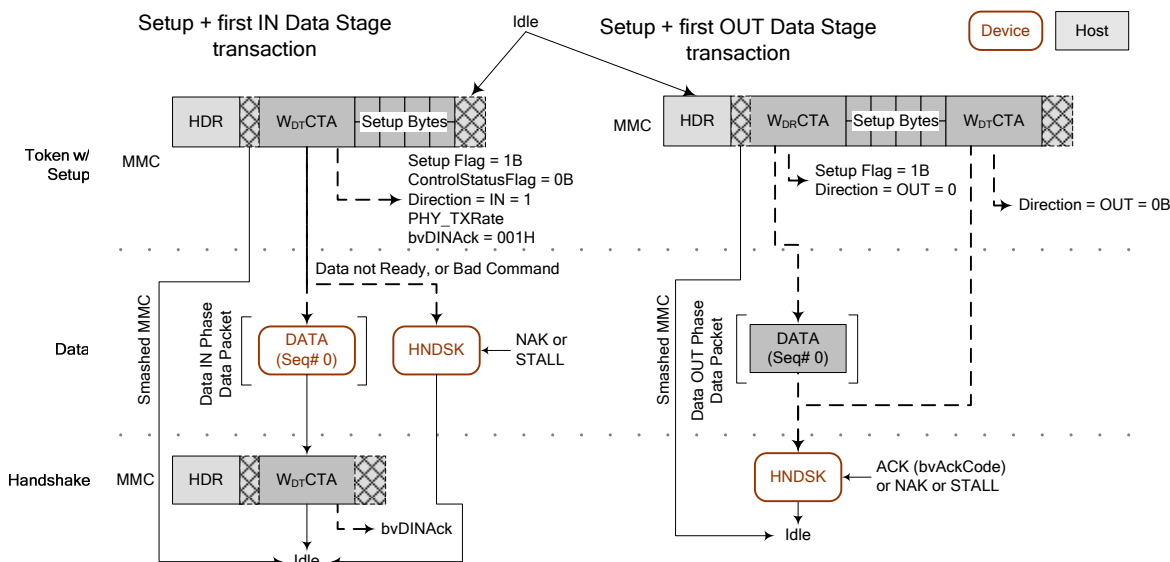 Setup + first IN Data Stage
transaction
Idle
Setup + first OUT Data Stage
transaction
Device
Host
Token w/
Setup
MMC
HDR
WDTCTA
Setup Bytes
Setup Flag = 1B
ControlStatusFlag = 0B
Direction = IN = 1
PHY_TXRate
bvDINAck = 001H
MMC
HDR
WDRCTA
Setup Bytes
WDTCTA
Setup Flag = 1B
Direction = OUT = 0
Direction = OUT = 0B
Data
Smashed MMC
Data not Ready, or Bad Command
Data IN Phase
Data Packet
DATA
(Seq# 0)
HNDSK
NAK or
STALL
Smashed MMC
Data OUT Phase
Data Packet
DATA
(Seq# 0)
Handshake
MMC
HDR
WDTCTA
bvDINAck
Idle
HNDSK
ACK (bvAckCode)
or NAK or STALL
Idle